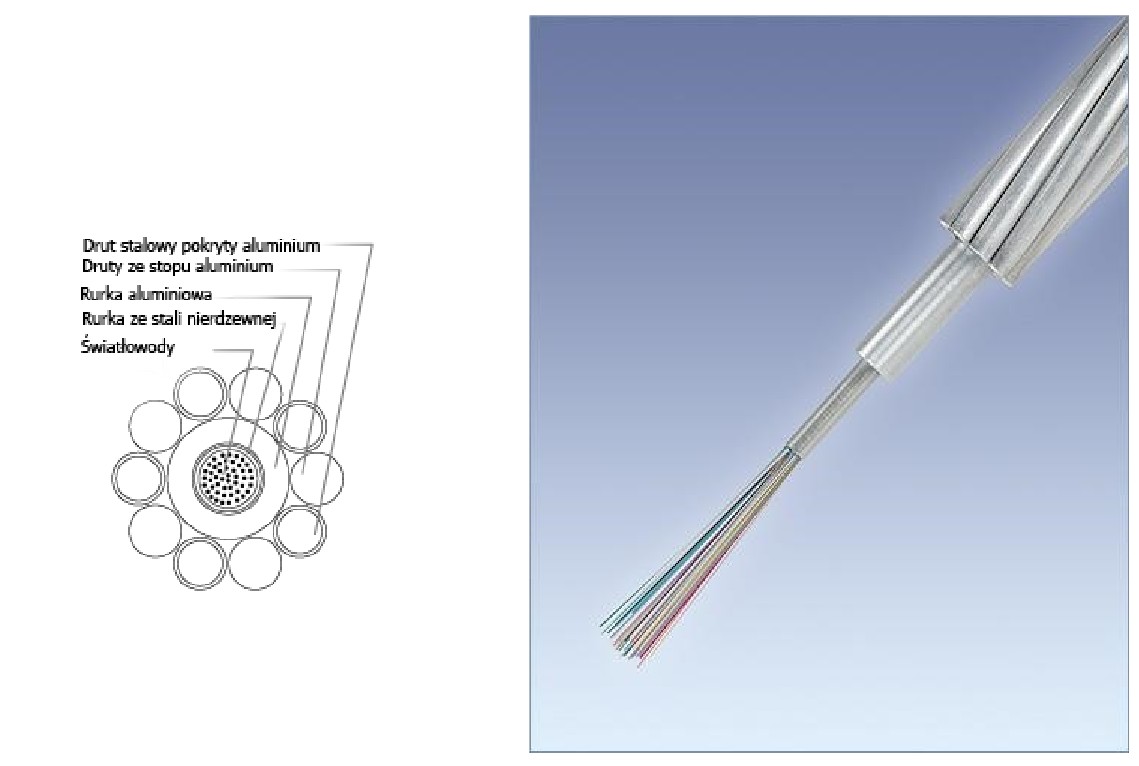 Drut stalowy pokryty aluminium
Druty ze stopu aluminium
Rurka aluminiowa
Rurka ze stali nierdzewnej
Światłowody